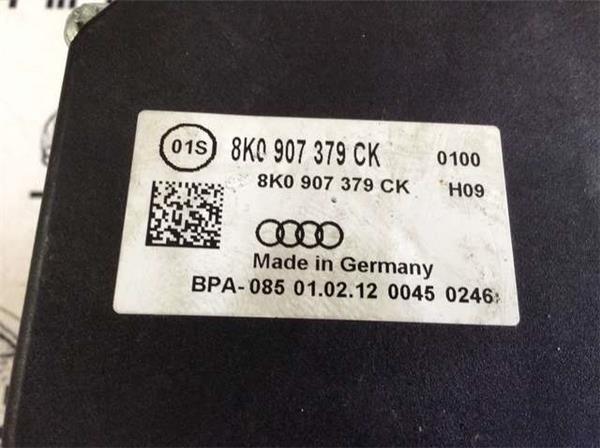 01S 8K0 907 379 CK 0100
8K0 907 379 CK H09
Made in Germany
BPA-085 01.02.12 0045 0246